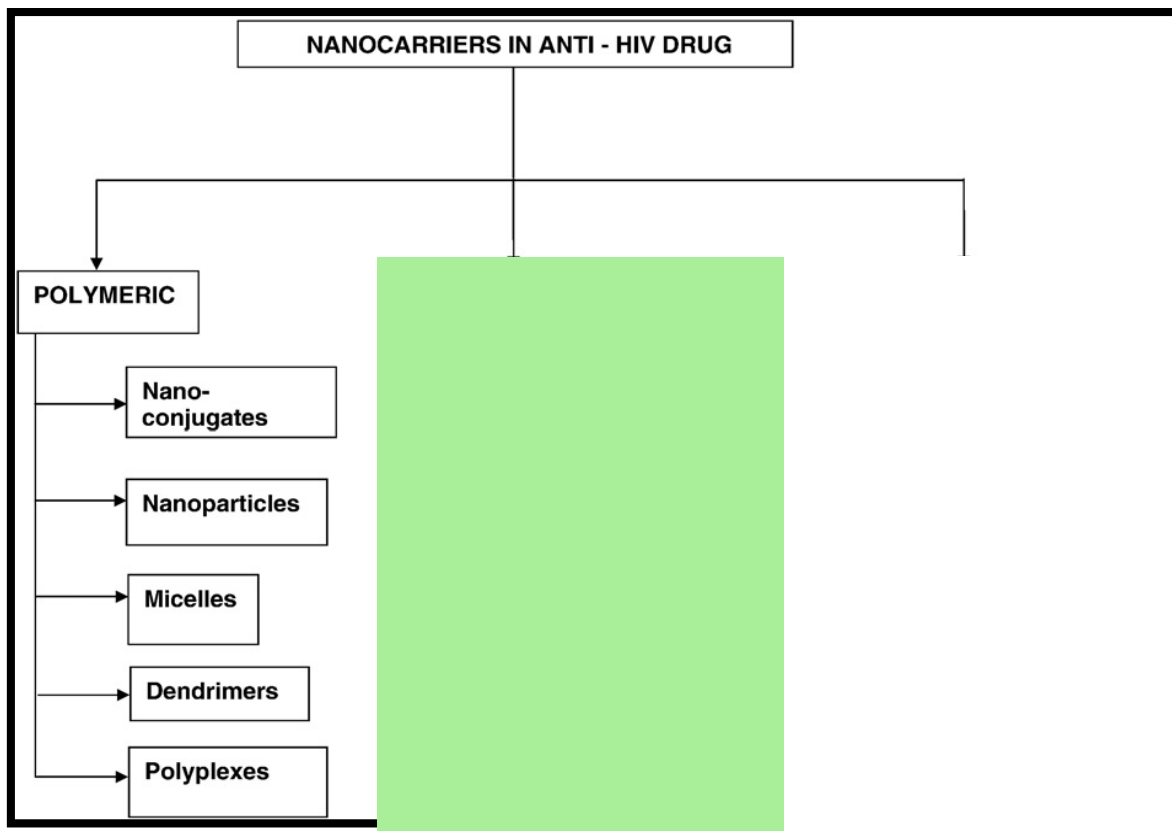 NANOCARRIERS IN ANTI - HIV DRUG
POLYMERIC
Nano-
conjugates
Nanoparticles
Micelles
Dendrimers
Polyplexes